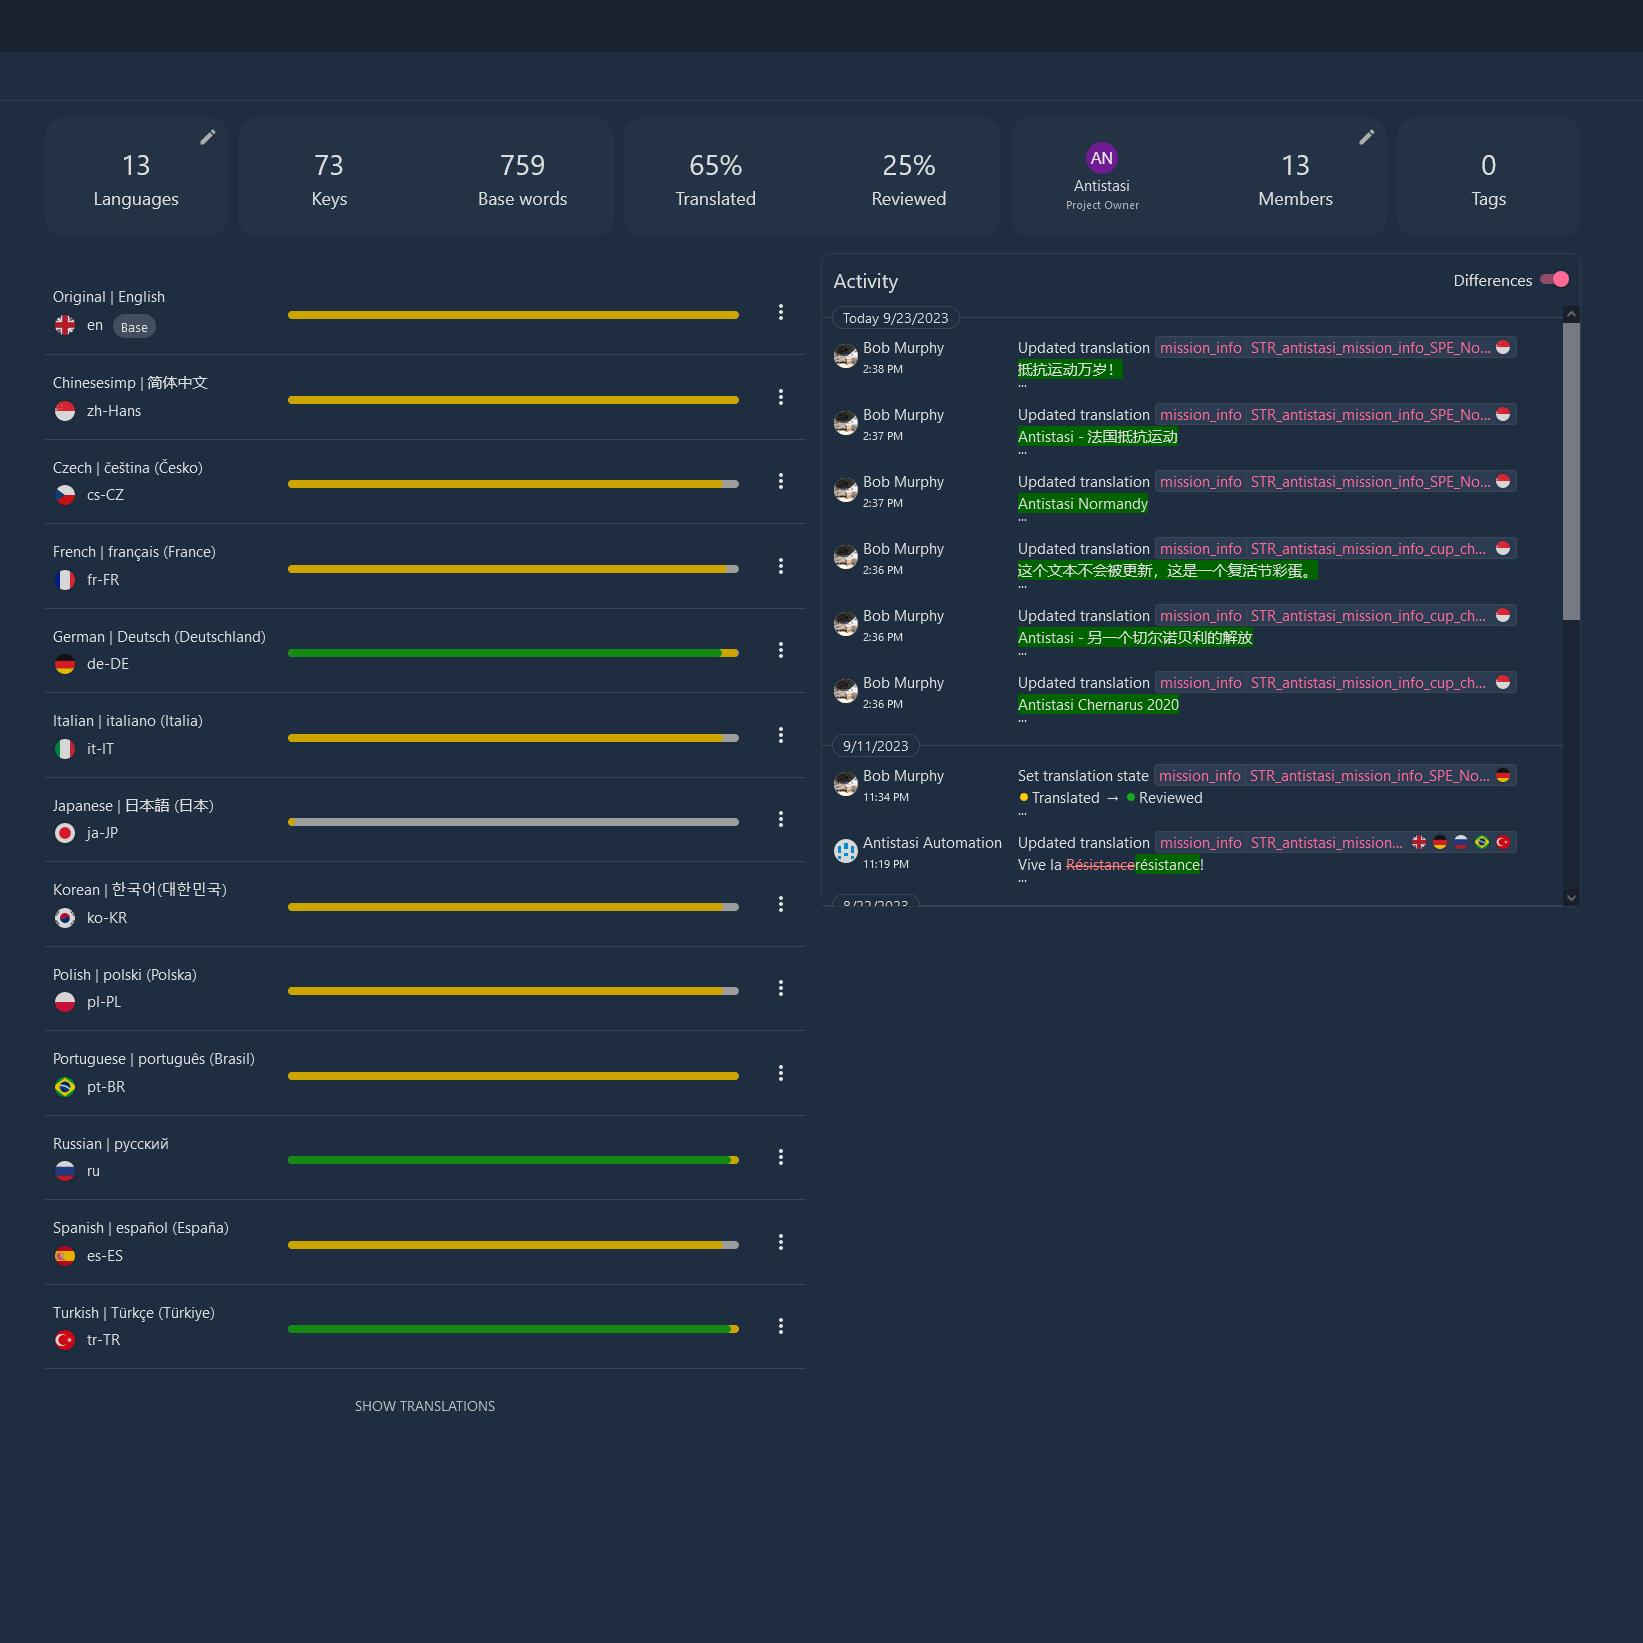 13
Languages
73
Keys
759
Base words
65%
Translated
25%
Reviewed
AN
Antistasi
Project Owner
13
Members
0
Tags
Original | English
en Base
Chinesesimp | 简体中文
zh-Hans
Czech | čeština (Česko)
cs-CZ
French | français (France)
fr-FR
German | Deutsch (Deutschland)
de-DE
Italian | italiano (Italia)
it-IT
Japanese | 日本語 (日本)
ja-JP
Korean | 한국어(대한민국)
ko-KR
Polish | polski (Polska)
pl-PL
Portuguese | português (Brasil)
pt-BR
Russian | русский
ru
Spanish | español (España)
es-ES
Turkish | Türkçe (Türkiye)
tr-TR
SHOW TRANSLATIONS
Activity
Differences
Today 9/23/2023
Bob Murphy
2:38 PM
Updated translation mission_info STR_antistasi_mission_info_SPE_No...
抵抗运动万岁！
...
Bob Murphy
2:37 PM
Updated translation mission_info STR_antistasi_mission_info_SPE_No...
Antistasi - 法国抵抗运动
...
Bob Murphy
2:37 PM
Updated translation mission_info STR_antistasi_mission_info_SPE_No...
Antistasi Normandy
...
Bob Murphy
2:36 PM
Updated translation mission_info STR_antistasi_mission_info_cup_ch...
这个文本不会被更新，这是一个复活节彩蛋。
...
Bob Murphy
2:36 PM
Updated translation mission_info STR_antistasi_mission_info_cup_ch...
Antistasi - 另一个切尔诺贝利的解放
...
Bob Murphy
2:36 PM
Updated translation mission_info STR_antistasi_mission_info_cup_ch...
Antistasi Chernarus 2020
...
9/11/2023
Bob Murphy
11:34 PM
Set translation state mission_info STR_antistasi_mission_info_SPE_No...
Translated → Reviewed
...
Antistasi Automation
11:19 PM
Updated translation mission_info STR_antistasi_mission...
Vive la Résistancerésistance!
...
8/22/2023